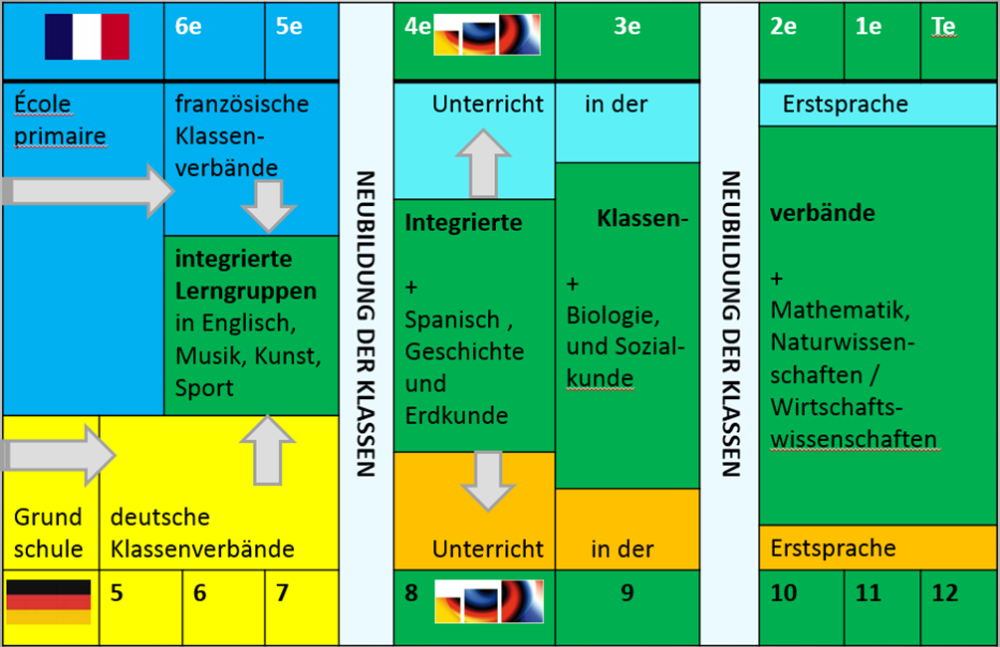 6e 5e 4e 3e 2e 1e Te
École
primaire
französische
Klassen-
verbände
integrierte
Lerngruppen
in Englisch,
Musik, Kunst,
Sport
Grund
schule
deutsche
Klassenverbände
5 6 7
NEUBILDUNG DER KLASSEN
Unterricht in der Erstsprache
Integrierte Klassen- verbände
+
Spanisch ,
Geschichte
und
Erdkunde
+
Biologie,
und Sozial-
kunde
NEUBILDUNG DER KLASSEN
+
Mathematik,
Naturwissen-
schaften /
Wirtschafts-
wissenschaften
Unterricht in der Erstsprache
8 9 10 11 12